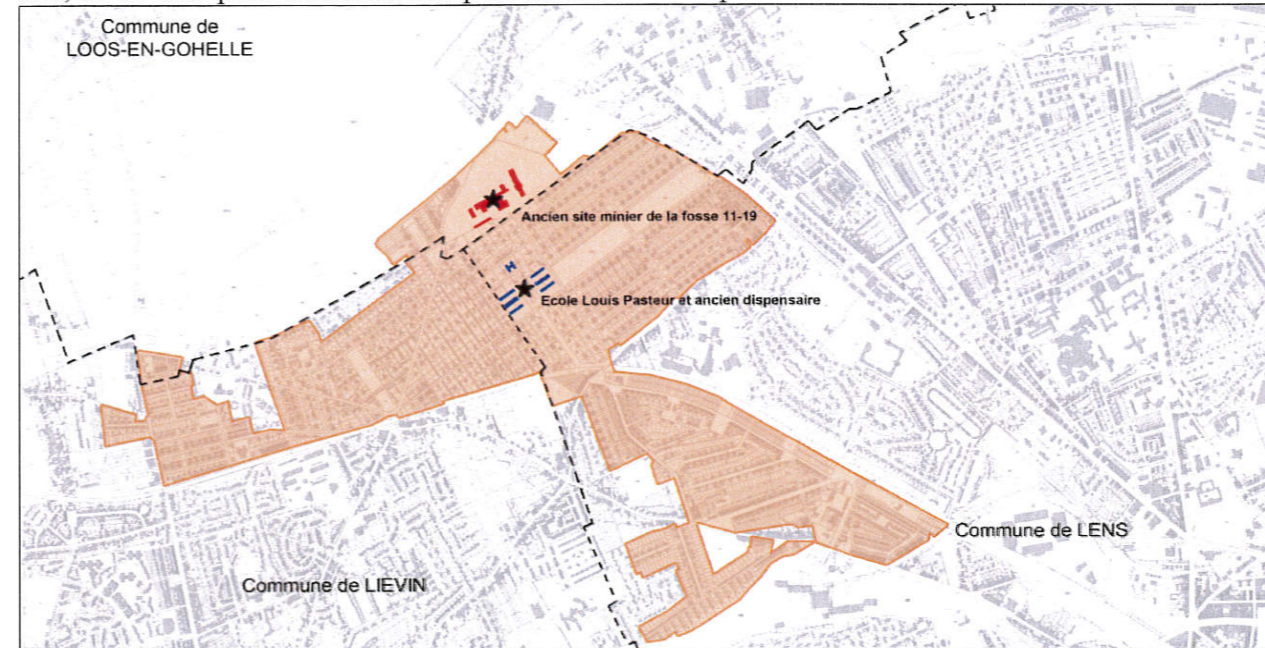 Commune de
LOOS-EN-GOHELLE
Ancien site minier de la fosse 11-19
Ecole Louis Pasteur et ancien dispensaire
Commune de LENS
Commune de LIEVIN